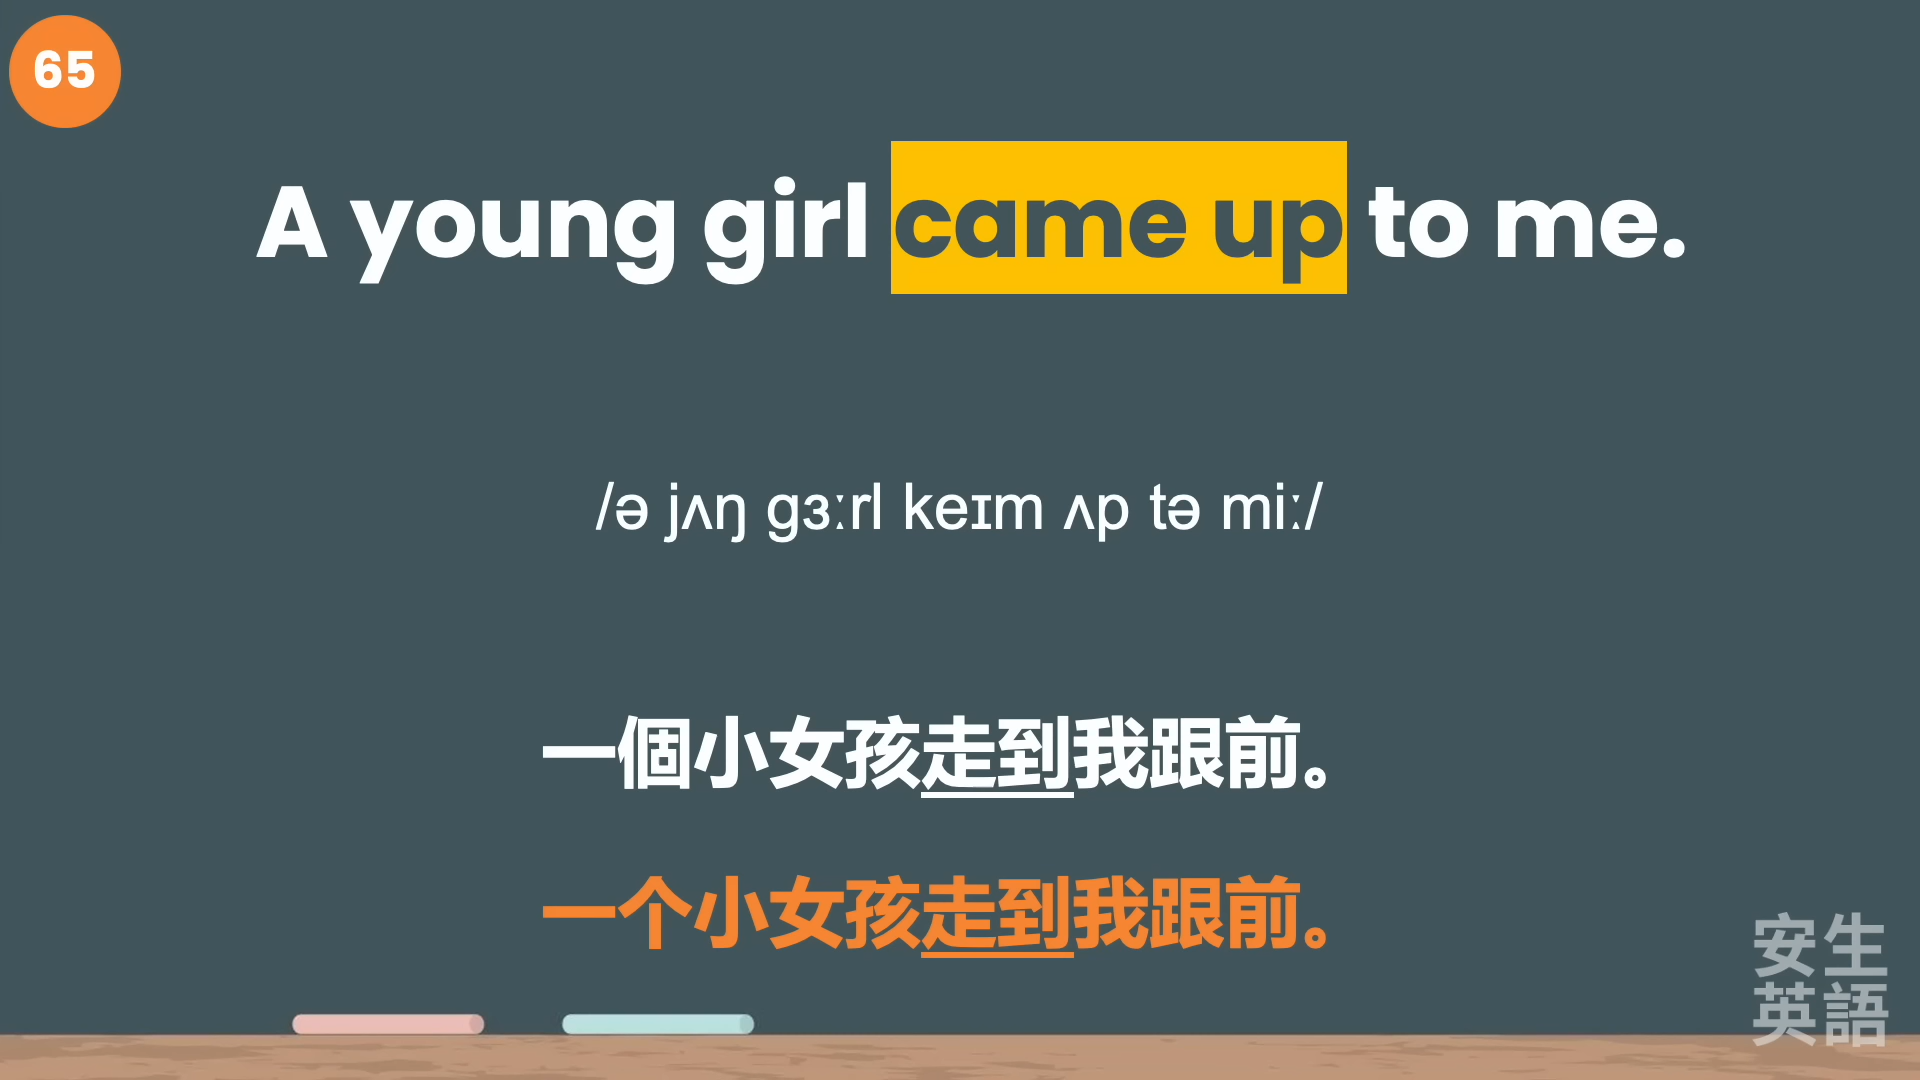 65
A young girl came up to me.
/ə jʌŋ gɜːrl keɪm ʌp tə miː/
一個小女孩走到我跟前。
一个小女孩走到我跟前。
安生
英語